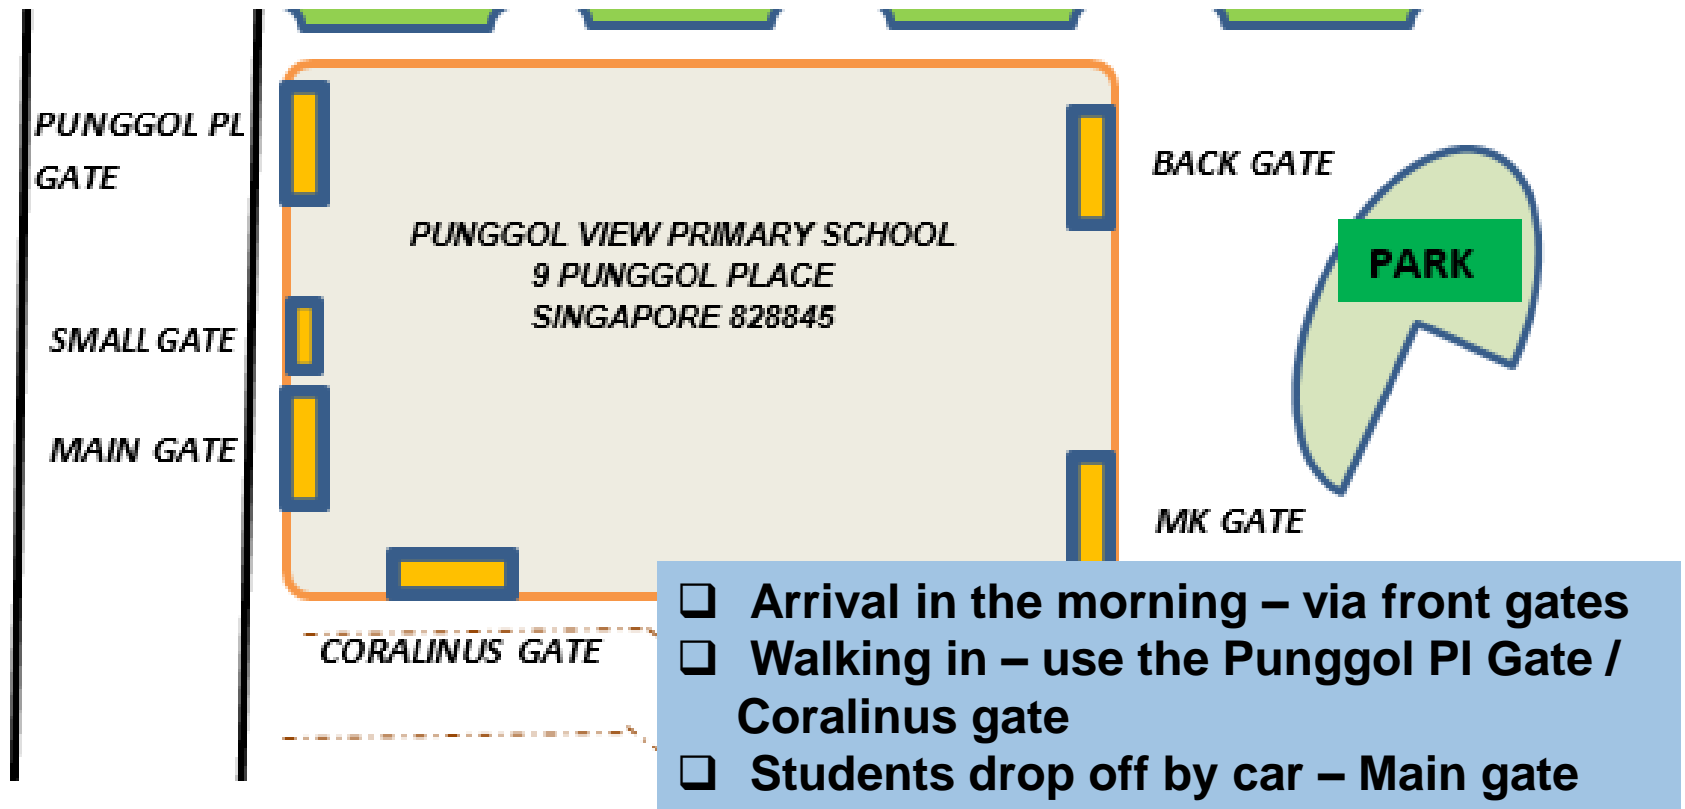 PUNGGOL PL
GATE
BACK GATE
PARK
PUNGGOL VIEW PRIMARY SCHOOL
9 PUNGGOL PLACE
SINGAPORE 828845
SMALL GATE
MAIN GATE
MK GATE
CORALINUS GATE
❑ Arrival in the morning – via front gates
❑ Walking in – use the Punggol Pl Gate /
Coralinus gate
❑ Students drop off by car – Main gate